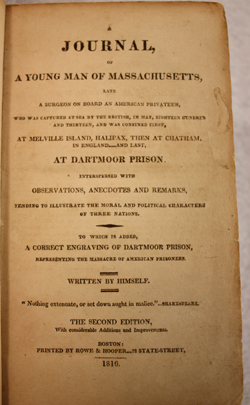 A
JOURNAL,
OF
A YOUNG MAN OF MASSACHUSETTS,
LATE
A SURGEON ON BOARD AN AMERICAN PRIVATEER,
WHO WAS CAPTURED AT SEA BY THE BRITISH, IN MAY, EIGHTEEN HUNDRED
AND THIRTEEN, AND WAS CONFINED FIRST,
AT MELVILLE ISLAND, HALIFAX, THEN AT CHATHAM,
IN ENGLAND—AND LAST,
AT DARTMOOR PRISON.
INTERSPERSED WITH
OBSERVATIONS, ANECDOTES AND REMARKS,
TENDING TO ILLUSTRATE THE MORAL AND POLITICAL CHARACTERS
OF THREE NATIONS.
TO WHICH IS ADDED,
A CORRECT ENGRAVING OF DARTMOOR PRISON,
REPRESENTING THE MASSACRE OF AMERICAN PRISONERS.
WRITTEN BY HIMSELF.
"Nothing extenuate, or set down aught in malice."—SHAKESPEARE.
THE SECOND EDITION,
With considerable Additions and Improvements.
BOSTON:
PRINTED BY ROWE & HOOPER—78 STATE-STREET,
1816.